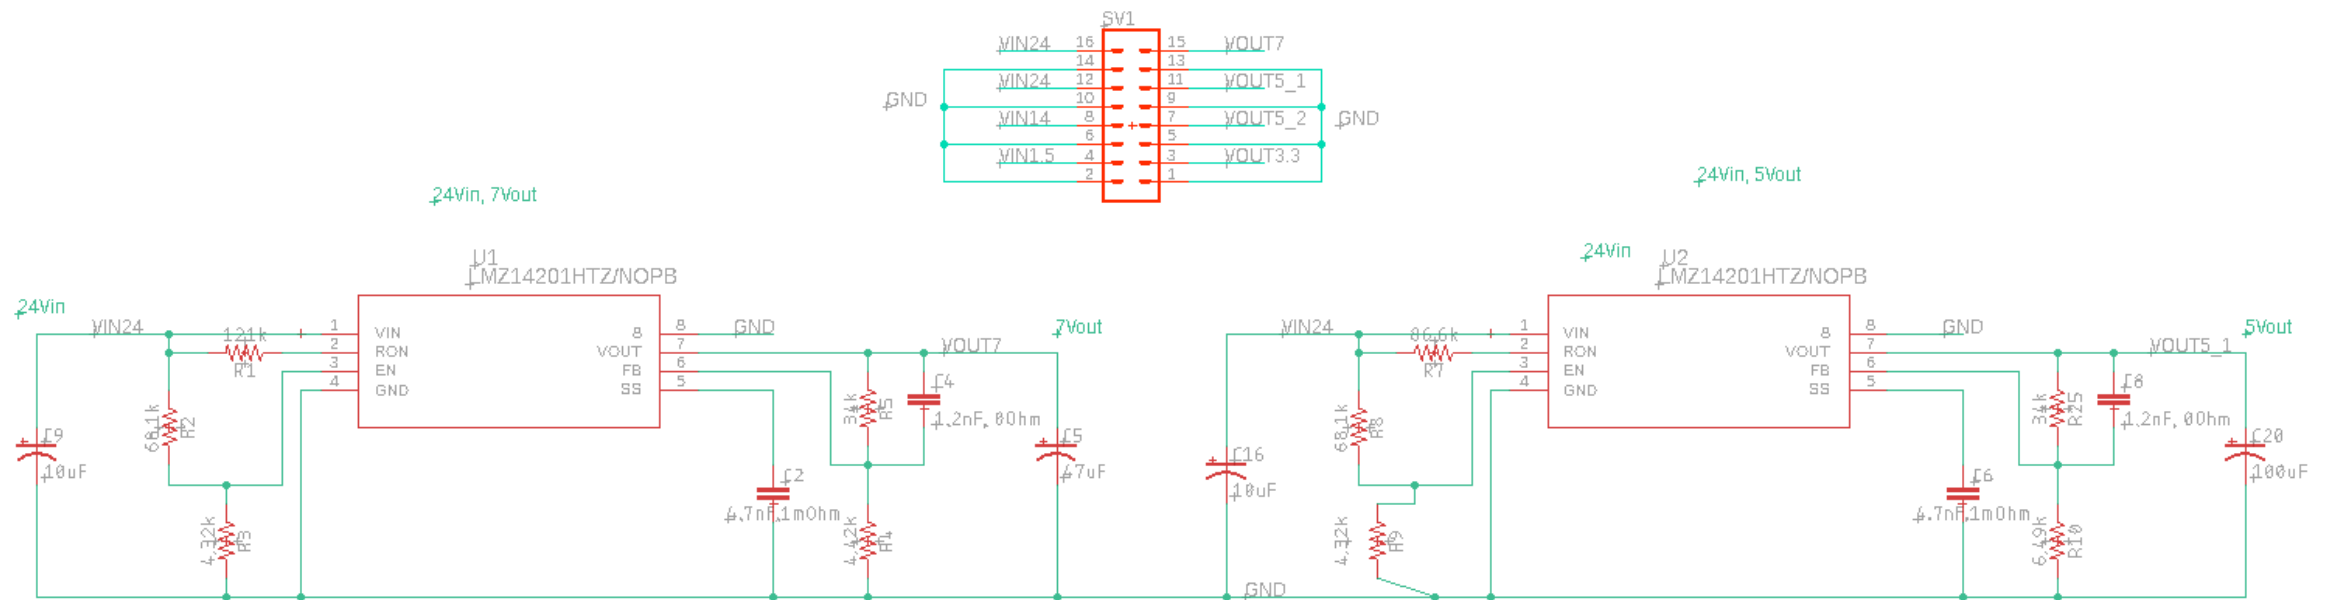 SV1
VIN24 16 15 VOUT7
14 13
VIN24 12 11 VOUT5_1
GND 10 9
VIN14 8 7 VOUT5_2 GND
6 5
VIN1.5 4 3 VOUT3.3
2 1
24Vin, 7Vout
24Vin, 5Vout
U1
LMZ14201HTZ/NOPB
24Vin
VIN24
121k
R1
1 VIN
2 RON
3 EN
4 GND
8 8
VOUT 7
FB 6
SS 5
GND
7Vout
VOUT7
C9
10uF
68.1k
R2
4.32k
R3
C2
4.7nF,1mOhm
34k
R5
C4
1.2nF, 0Ohm
4.42k
R4
C5
47uF
24Vin
U2
LMZ14201HTZ/NOPB
VIN24
86.6k
R7
1 VIN
2 RON
3 EN
4 GND
8 8
VOUT 7
FB 6
SS 5
GND
5Vout
VOUT5_1
C16
10uF
68.1k
R8
4.32k
R9
GND
C6
4.7nF,1mOhm
34k
R25
C8
1.2nF, 0Ohm
6.49k
R10
C20
100uF